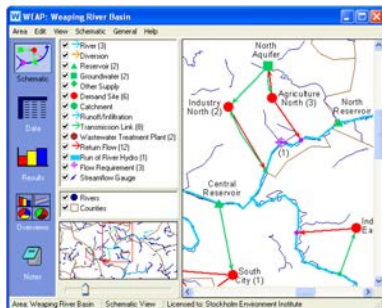 WEAP: Weaping River Basin
Area Edit View Schematic General Help
Schematic
Data
Results
Overviews
Notes
River (3)
Diversion
Reservoir (2)
Groundwater (2)
Other Supply
Demand Site (6)
Catchment
Runoff/Infiltration
Transmission Link (8)
Wastewater Treatment Plant (2)
Return Flow (12)
Run of River Hydro (1)
Flow Requirement (3)
Streamflow Gauge
Rivers
Counties
North
Aquifer
Industry
North (2)
Agriculture
North (3)
North
Reservoir
(1)
Central
Reservoir
Ind
Ea
South
City (1)
Area: Weaping River Basin Schematic View Licensed to: Stockholm Environment Institute